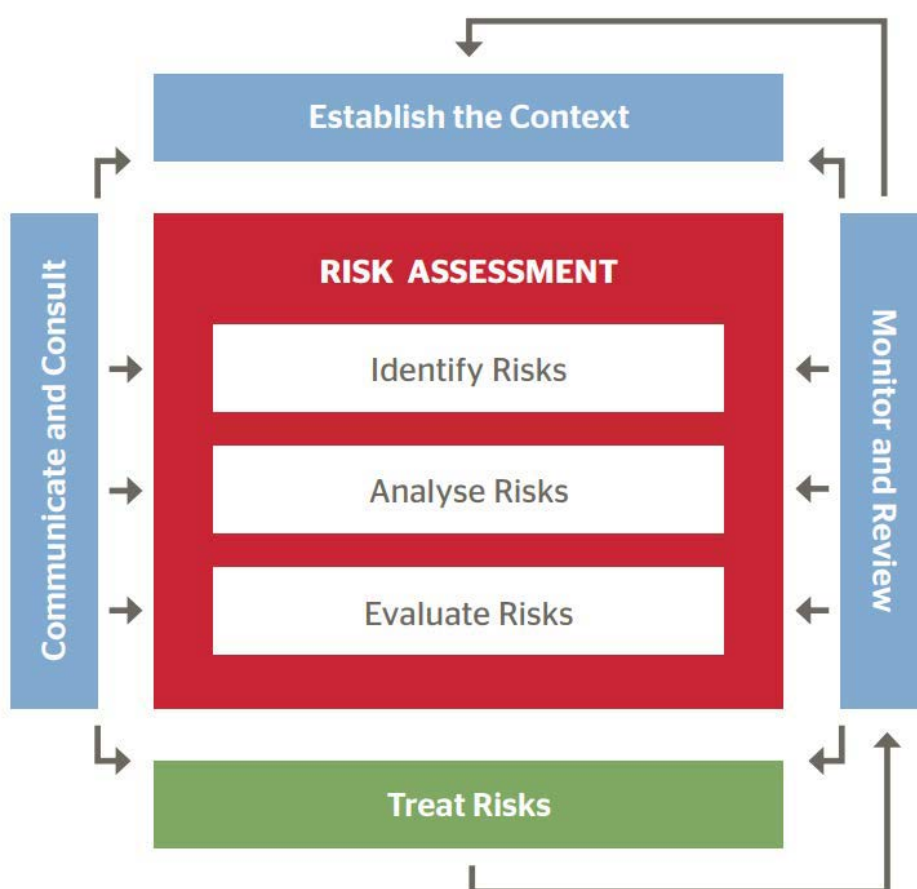 Establish the Context
Communicate and Consult
RISK ASSESSMENT
Identify Risks
Analyse Risks
Evaluate Risks
Monitor and Review
Treat Risks